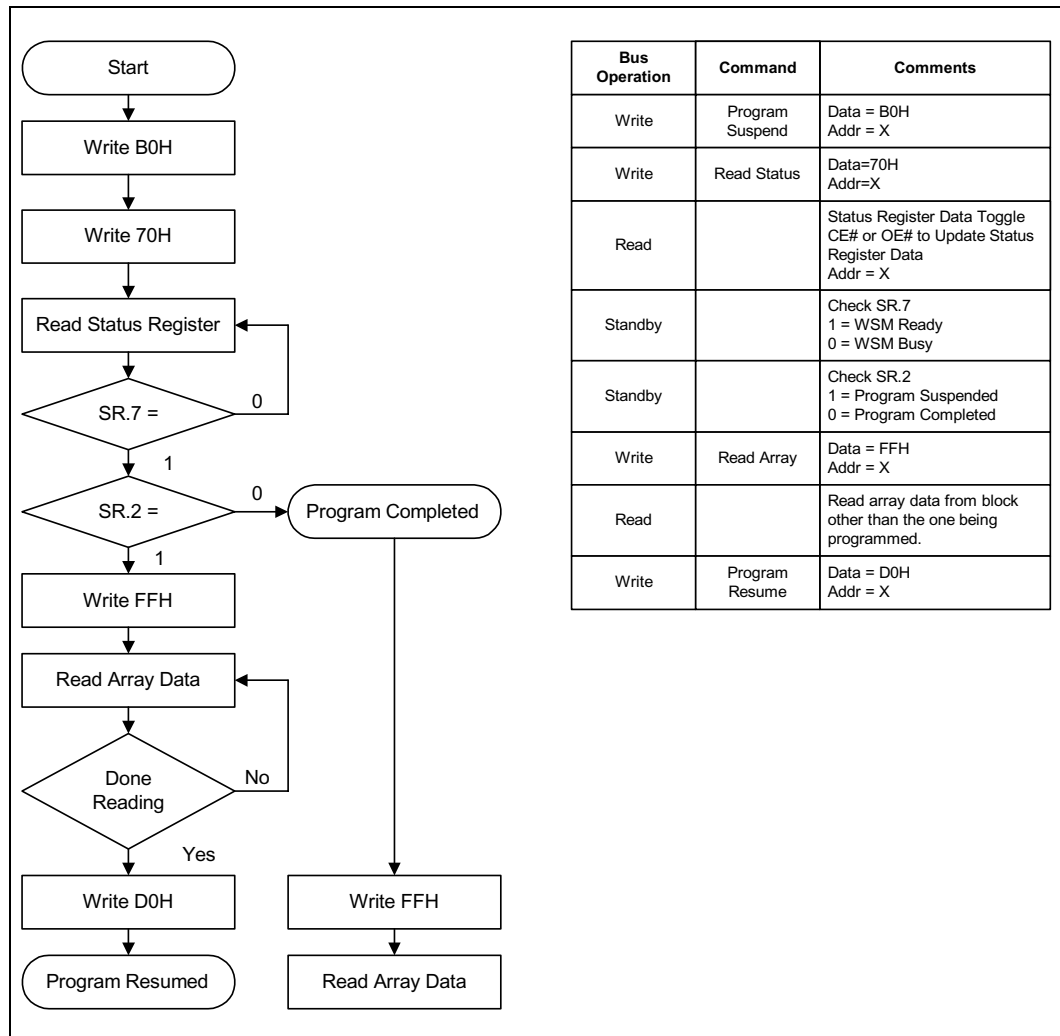 Start
Write B0H
Write 70H
Read Status Register
SR.7 =
0
1
SR.2 =
0
Program Completed
1
Write FFH
Read Array Data
Done
Reading
No
Yes
Write D0H
Write FFH
Program Resumed
Read Array Data
Bus
Operation
Command
Comments
Write
Program
Suspend
Data = B0H
Addr = X
Write
Read Status
Data=70H
Addr=X
Read
Status Register Data Toggle
CE# or OE# to Update Status
Register Data
Addr = X
Standby
Check SR.7
1 = WSM Ready
0 = WSM Busy
Standby
Check SR.2
1 = Program Suspended
0 = Program Completed
Write
Read Array
Data = FFH
Addr = X
Read
Read array data from block
other than the one being
programmed.
Write
Program
Resume
Data = D0H
Addr = X